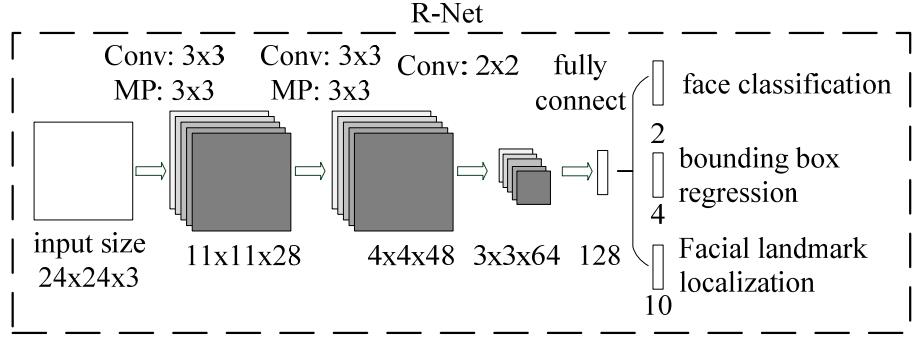 R-Net
Conv: 3x3
MP: 3x3
Conv: 3x3
MP: 3x3
Conv: 2x2
fully
connect
input size
24x24x3
11x11x28
4x4x48
3x3x64
128
face classification
2
bounding box
regression
4
Facial landmark
localization
10